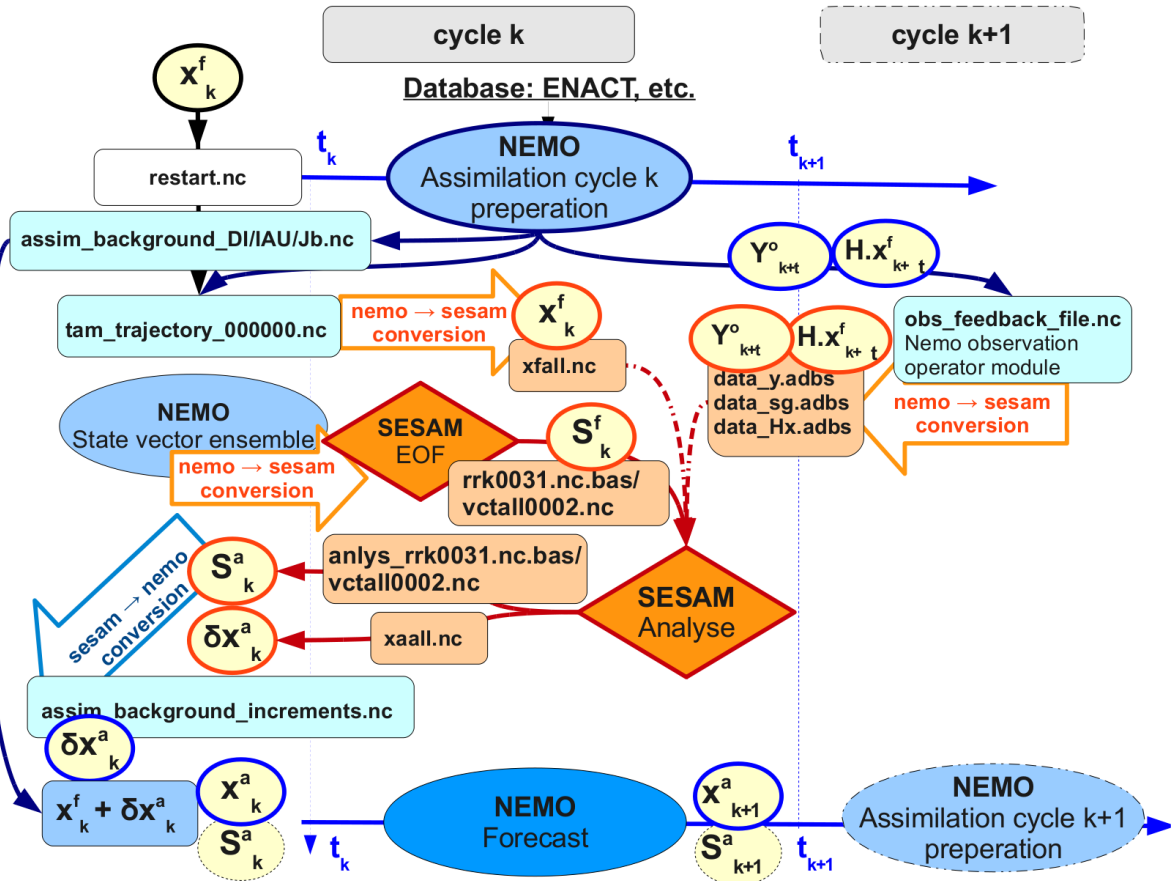 cycle k
cycle k+1
x^f_k
Database: ENACT, etc.
t_k
NEMO
Assimilation cycle k
preperation
t_k+1
restart.nc
assim_background_DI/IAU/Jb.nc
Y^o_k+t
H.x^f_k+ t
tam_trajectory_000000.nc
nemo → sesam
conversion
x^f_k
xfall.nc
Y^o_k+t
H.x^f_k+ t
data_y.adbs
data_sg.adbs
data_Hx.adbs
obs_feedback_file.nc
Nemo observation
operator module
nemo → sesam
conversion
NEMO
State vector ensemble
nemo → sesam
conversion
SESAM
EOF
S^f_k
rrk0031.nc.bas/
vctall0002.nc
anlys_rrk0031.nc.bas/
vctall0002.nc
S^a_k
sesam → nemo
conversion
δx^a_k
xaall.nc
SESAM
Analyse
assim_background_increments.nc
δx^a_k
x^f_k + δx^a_k
x^a_k
S^a_k
t_k
NEMO
Forecast
x^a_k+1
S^a_k+1
t_k+1
NEMO
Assimilation cycle k+1
preperation